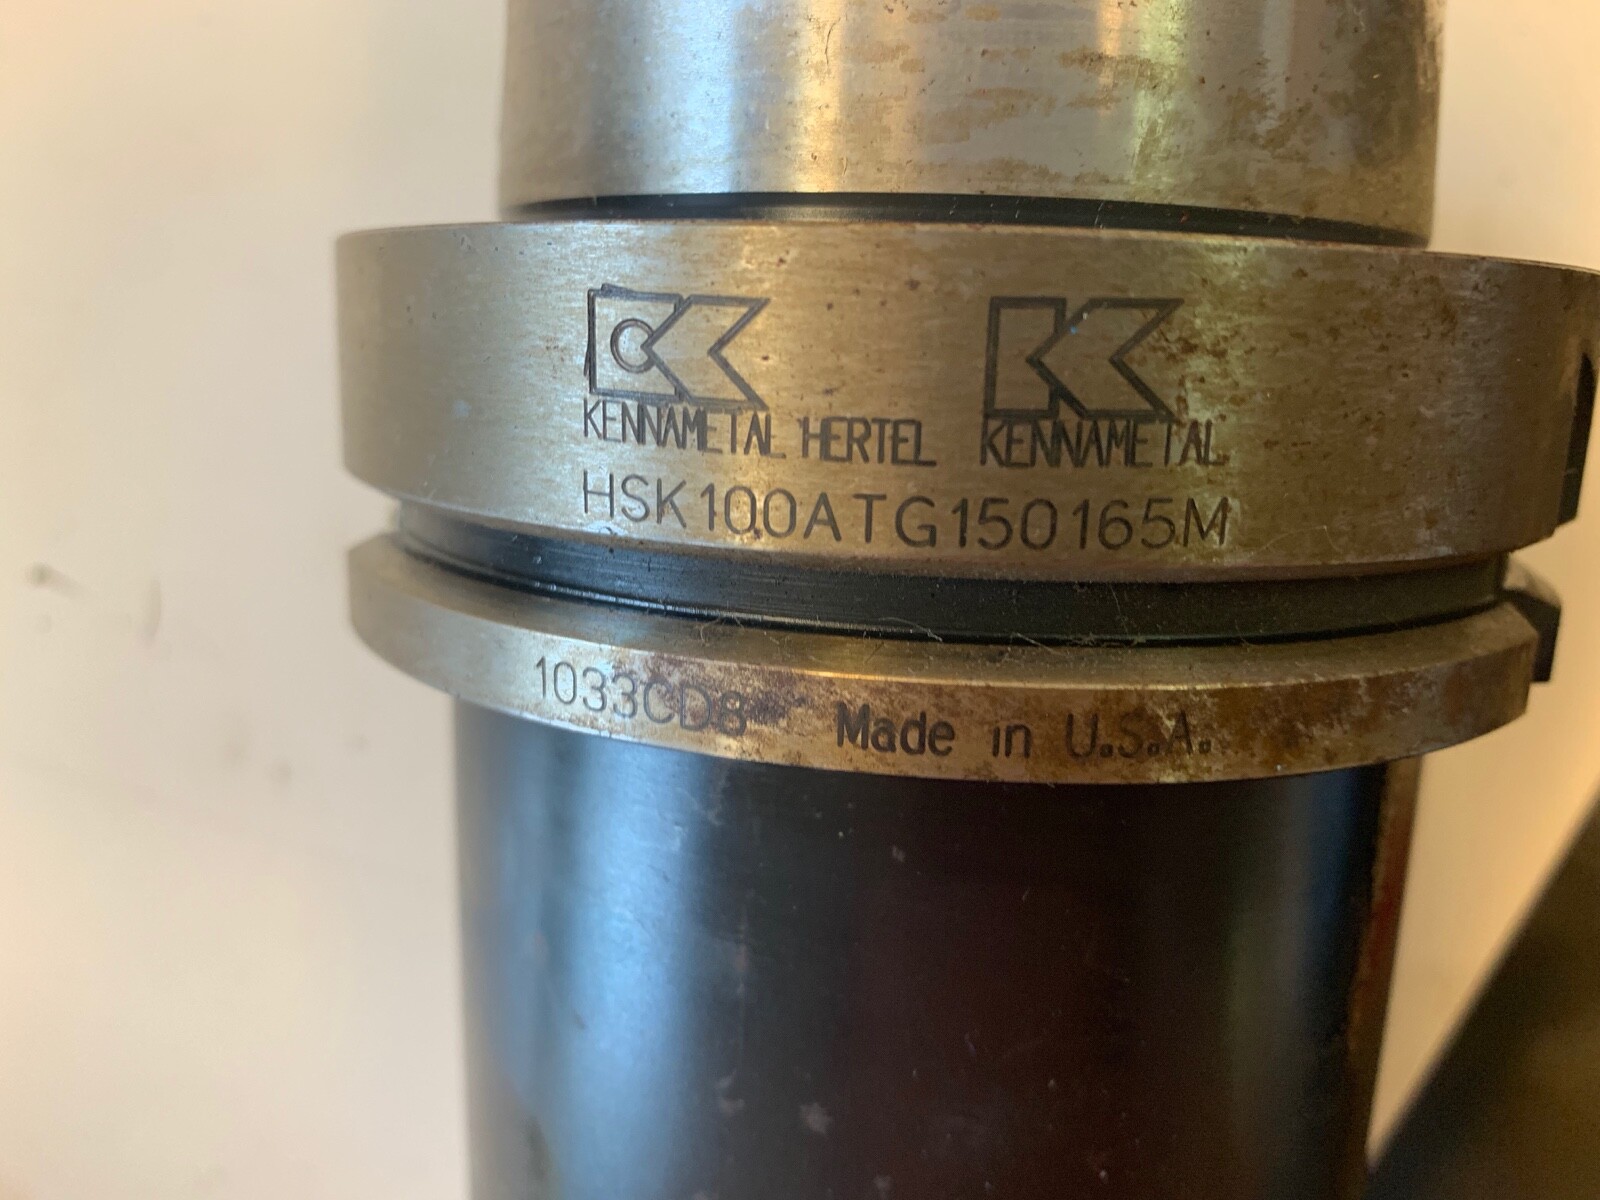 KENNAMETAL HERTEL KENNAMETAL
HSK100ATG150165M
1033CD8 Made in U.S.A.